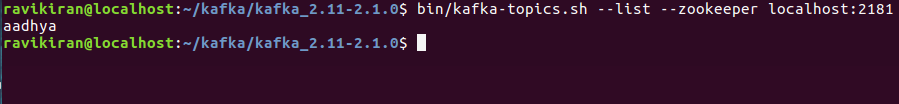 ravikiran@localhost:~/kafka/kafka_2.11-2.1.0$ bin/kafka-topics.sh --list --zookeeper localhost:2181
aadhya
ravikiran@localhost:~/kafka/kafka_2.11-2.1.0$